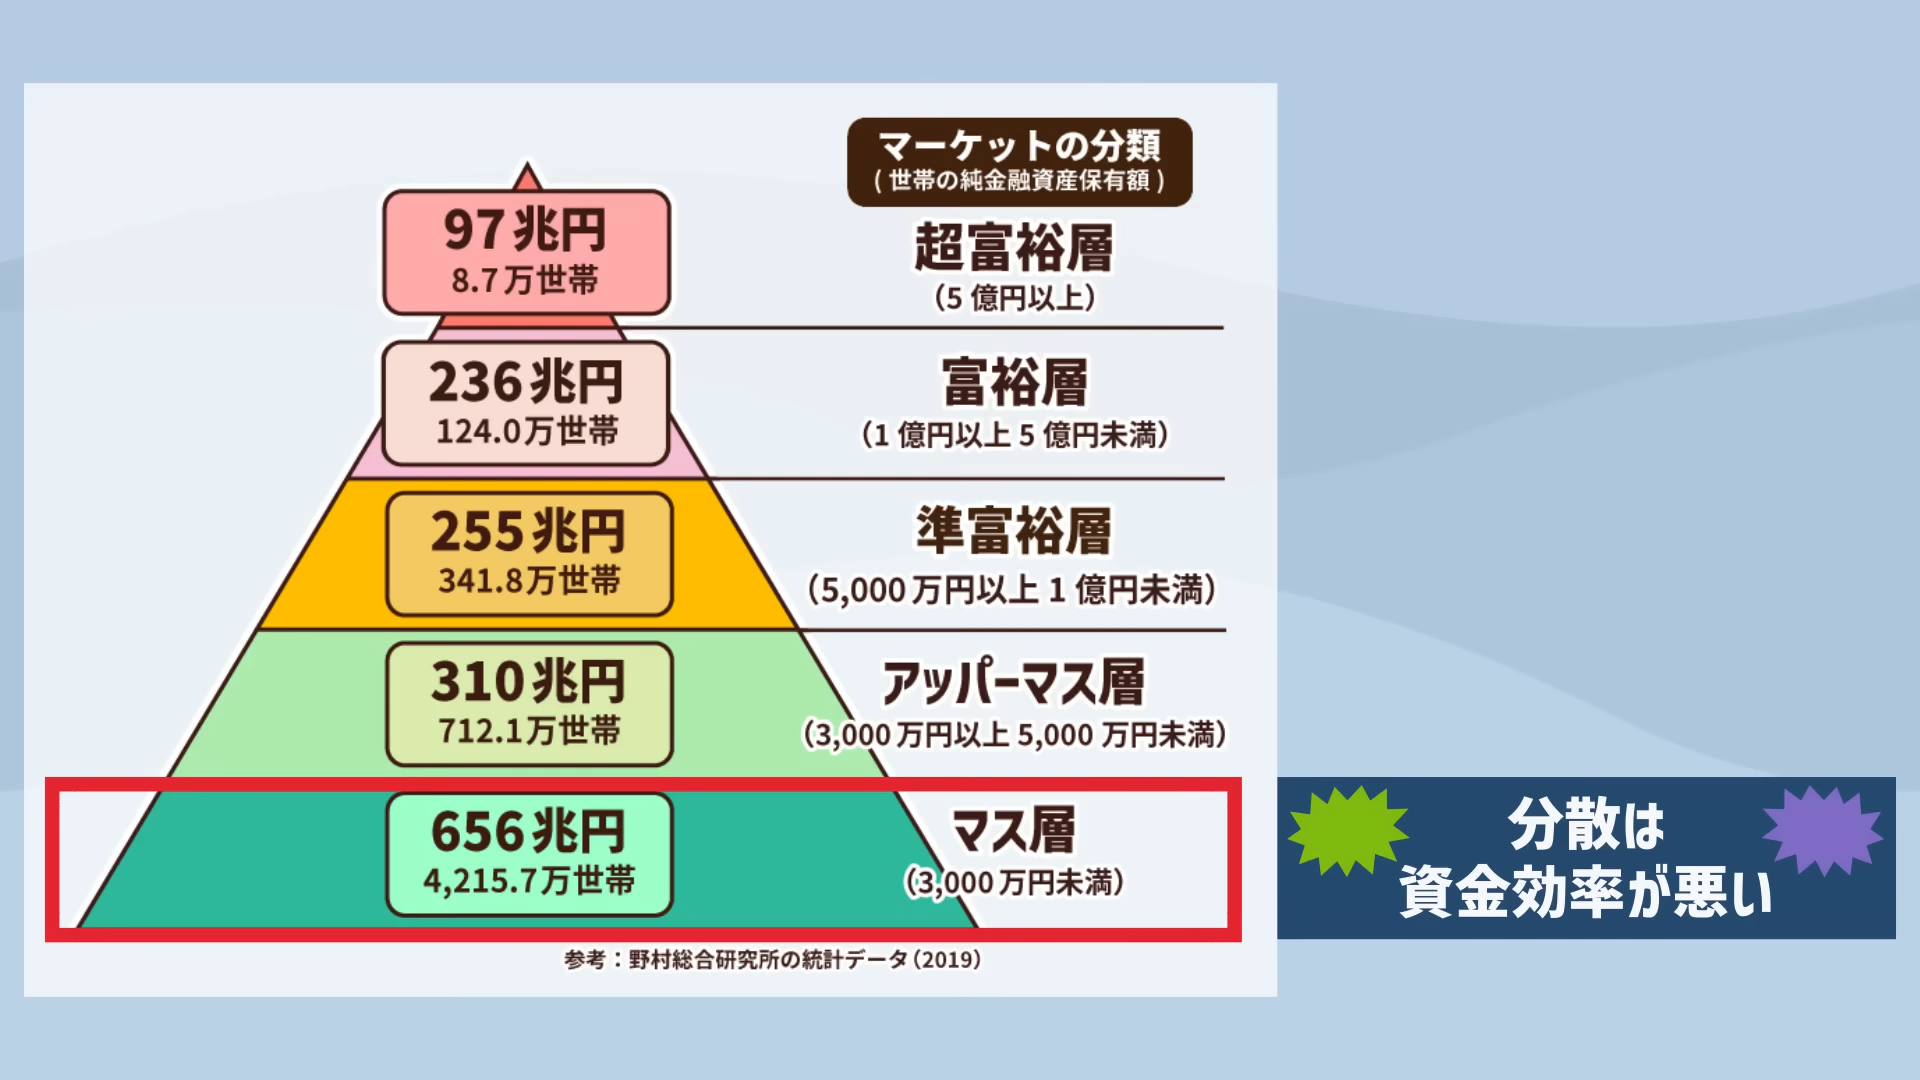 マーケットの分類
( 世帯の純金融資産保有額 )
97兆円
8.7万世帯
超富裕層
(5 億円以上)
236兆円
124.0万世帯
富裕層
(1 億円以上 5 億円未満)
255兆円
341.8万世帯
準富裕層
(5,000万円以上 1 億円未満)
310兆円
712.1万世帯
アッパーマス層
(3,000万円以上 5,000 万円未満)
656兆円
4,215.7万世帯
マス層
(3,000万円未満)
分散は
資金効率が悪い
参考：野村総合研究所の統計データ(2019)